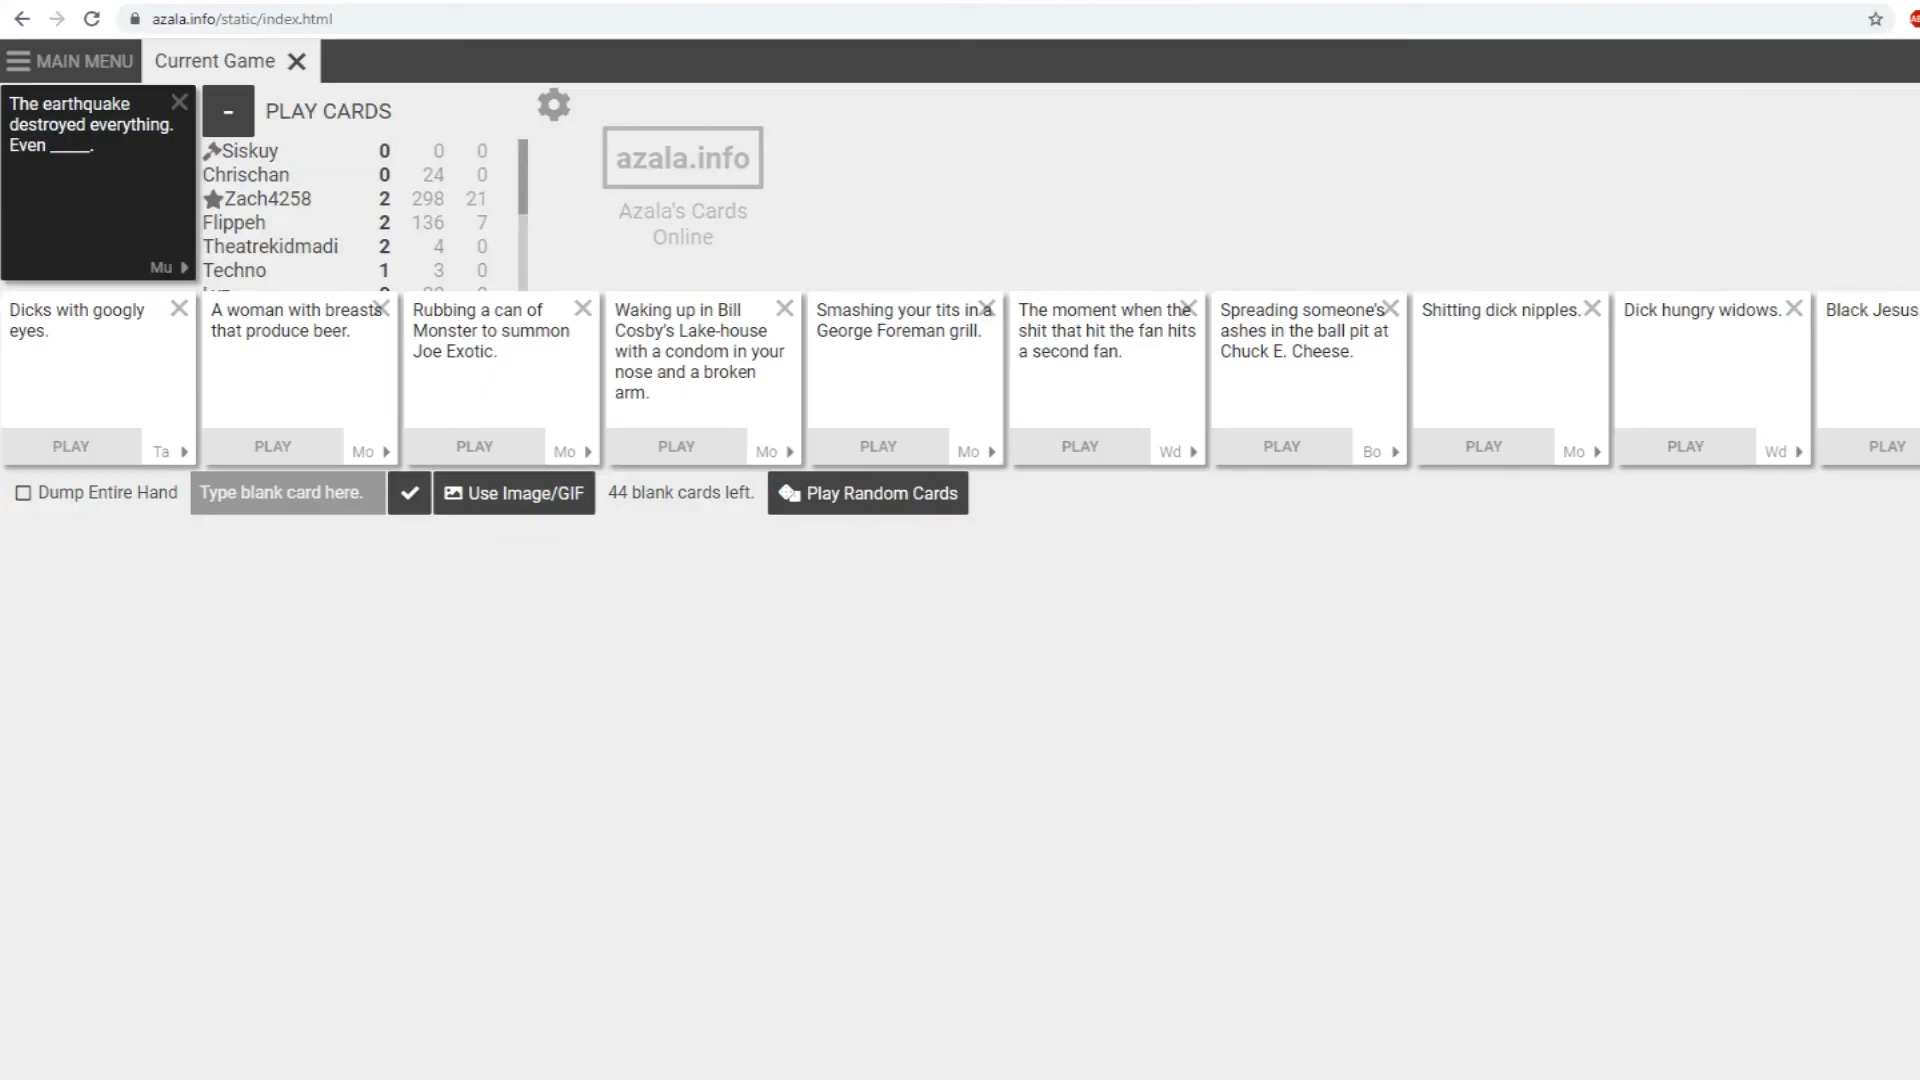 azala.info/static/index.html
MAIN MENU
Current Game
The earthquake
destroyed everything.
Even _____.
Mu
-
PLAY CARDS
Siskuy 0 0 0
Chrischan 0 24 0
Zach4258 2 298 21
Flippeh 2 136 7
Theatrekidmadi 2 4 0
Techno 1 3 0
azala.info
Azala's Cards
Online
Dicks with googly
eyes.
PLAY
Ta
A woman with breasts
that produce beer.
PLAY
Mo
Rubbing a can of
Monster to summon
Joe Exotic.
PLAY
Mo
Waking up in Bill
Cosby's Lake-house
with a condom in your
nose and a broken
arm.
PLAY
Mo
Smashing your tits in a
George Foreman grill.
PLAY
Mo
The moment when the
shit that hit the fan hits
a second fan.
PLAY
Wd
Spreading someone's
ashes in the ball pit at
Chuck E. Cheese.
PLAY
Bo
Shitting dick nipples.
PLAY
Mo
Dick hungry widows.
PLAY
Wd
Black Jesus
PLAY
Dump Entire Hand
Type blank card here.
Use Image/GIF
44 blank cards left.
Play Random Cards